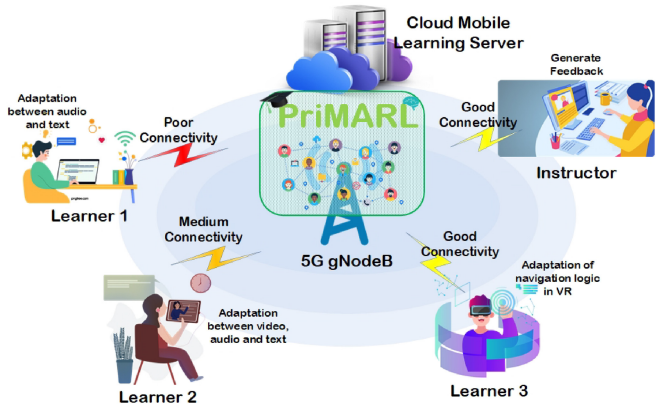 Cloud Mobile
Learning Server
PriMARL
Generate
Feedback
Adaptation
between audio
and text
Poor
Connectivity
Good
Connectivity
Instructor
Learner 1
Medium
Connectivity
5G gNodeB
Good
Connectivity
Adaptation of
navigation logic
in VR
Adaptation
between video,
audio and text
Learner 2
Learner 3